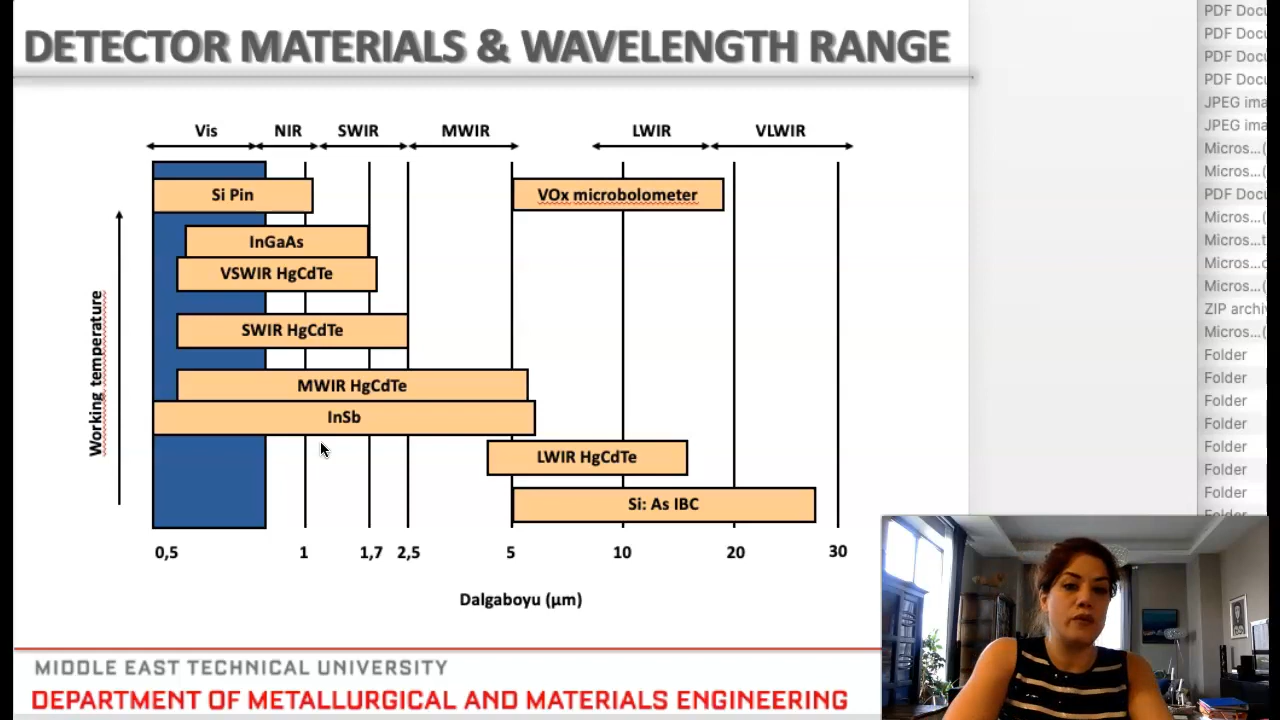 DETECTOR MATERIALS & WAVELENGTH RANGE
Vis NIR SWIR MWIR LWIR VLWIR
Si Pin
VOx microbolometer
InGaAs
VSWIR HgCdTe
SWIR HgCdTe
MWIR HgCdTe
InSb
LWIR HgCdTe
Si: As IBC
Working temperature
0,5 1 1,7 2,5 5 10 20 30
Dalgaboyu (µm)
MIDDLE EAST TECHNICAL UNIVERSITY
DEPARTMENT OF METALLURGICAL AND MATERIALS ENGINEERING
PDF Docu
PDF Docu
PDF Docu
PDF Docu
JPEG ima
JPEG ima
Micros...(
Micros...(
PDF Docu
Micros...(
Micros...t
Micros...c
Micros...(
ZIP archi
Micros...(
Folder
Folder
Folder
Folder
Folder
Folder
Folder